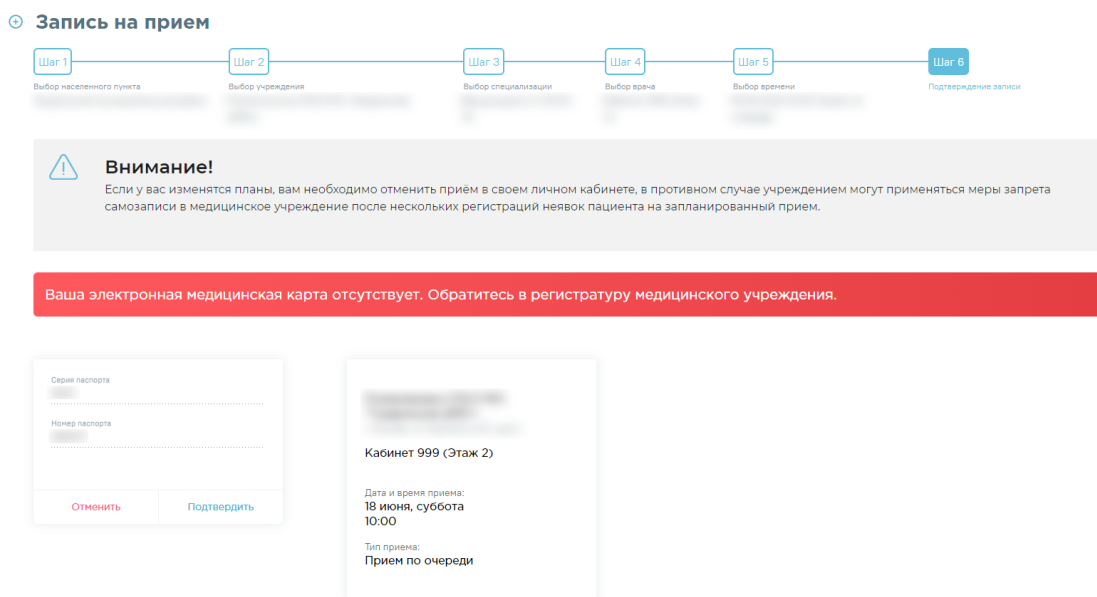 Запись на прием
Шаг 1
Шаг 2
Шаг 3
Шаг 4
Шаг 5
Шаг 6
Выбор населенного пункта
Выбор учреждения
Выбор специализации
Выбор врача
Выбор времени
Подтверждение записи
Внимание!
Если у вас изменятся планы, вам необходимо отменить приём в своем личном кабинете, в противном случае учреждением могут применяться меры запрета
самозаписи в медицинское учреждение после нескольких регистраций неявок пациента на запланированный прием.
Ваша электронная медицинская карта отсутствует. Обратитесь в регистратуру медицинского учреждения.
Серия паспорта
Номер паспорта
Отменить
Подтвердить
Кабинет 999 (Этаж 2)
Дата и время приема:
18 июня, суббота
10:00
Тип приема:
Прием по очереди